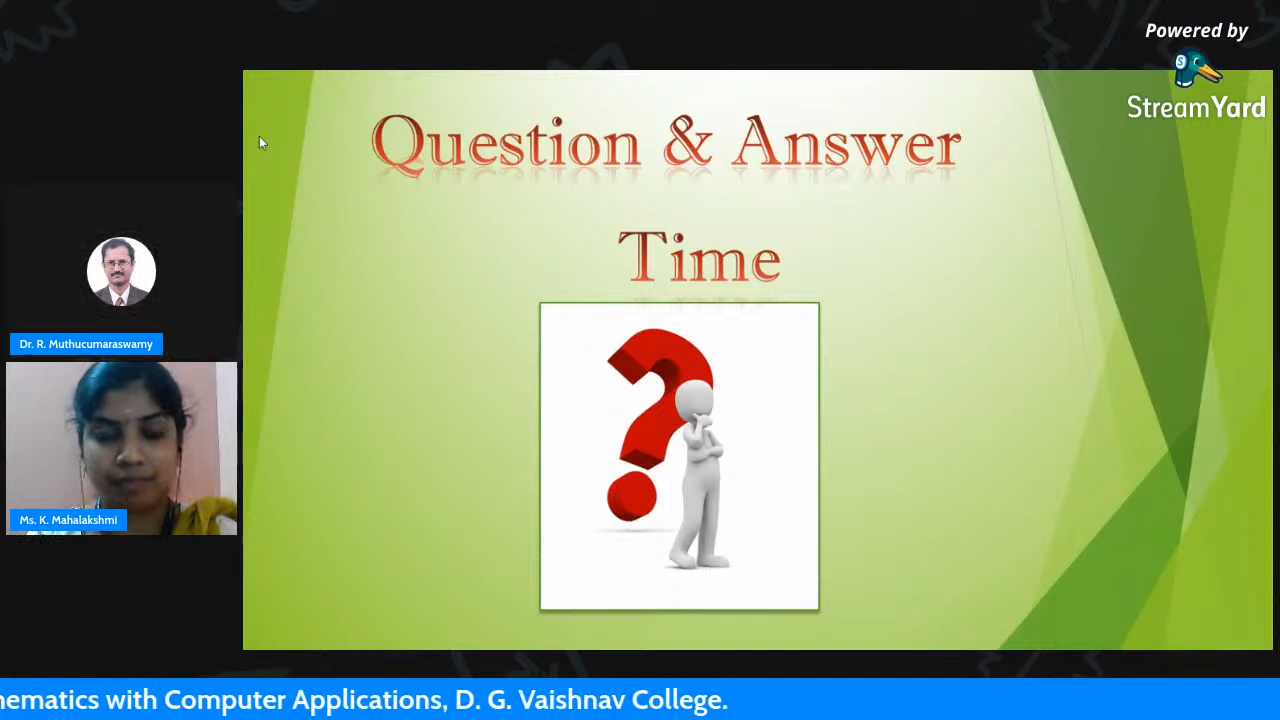 Powered by
StreamYard
Question & Answer
Time
Dr. R. Muthucumaraswamy
Ms. K. Mahalakshmi
hematics with Computer Applications, D. G. Vaishnav College.